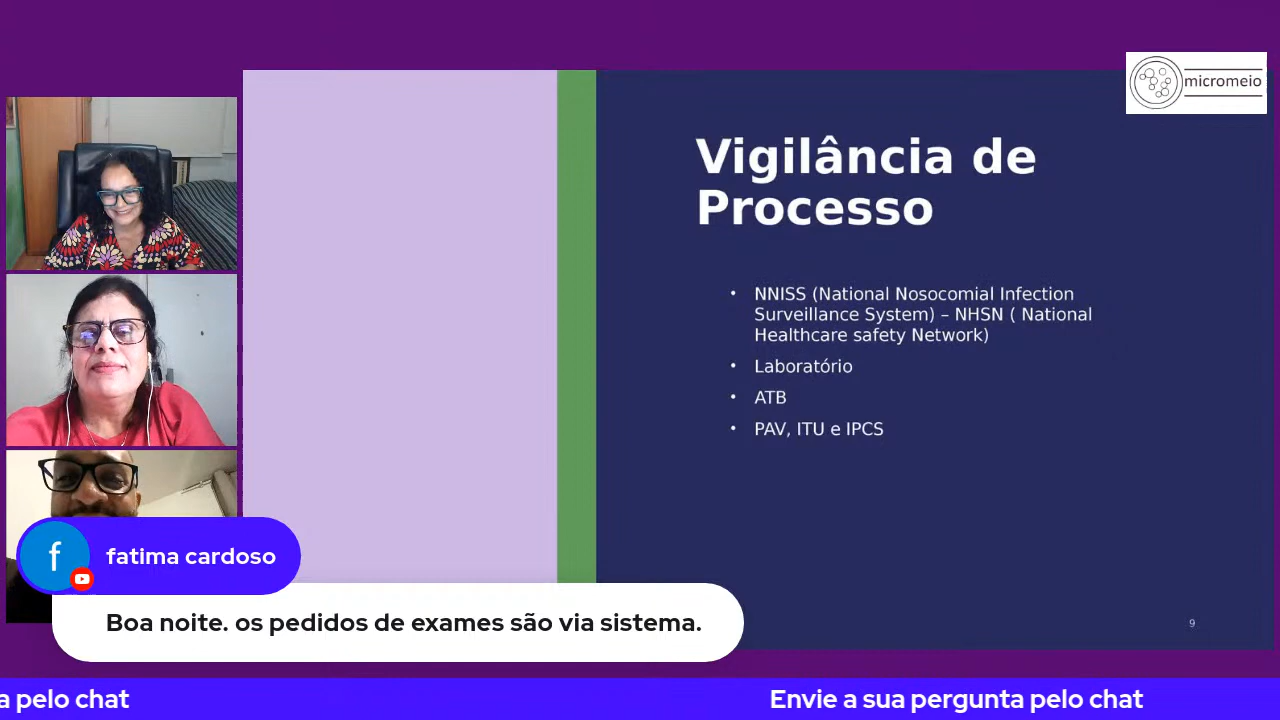 micromeio
Vigilância de
Processo
• NNISS (National Nosocomial Infection
Surveillance System) – NHSN ( National
Healthcare safety Network)
• Laboratório
• ATB
• PAV, ITU e IPCS
f
fatima cardoso
Boa noite. os pedidos de exames são via sistema.
9
a pelo chat
Envie a sua pergunta pelo chat